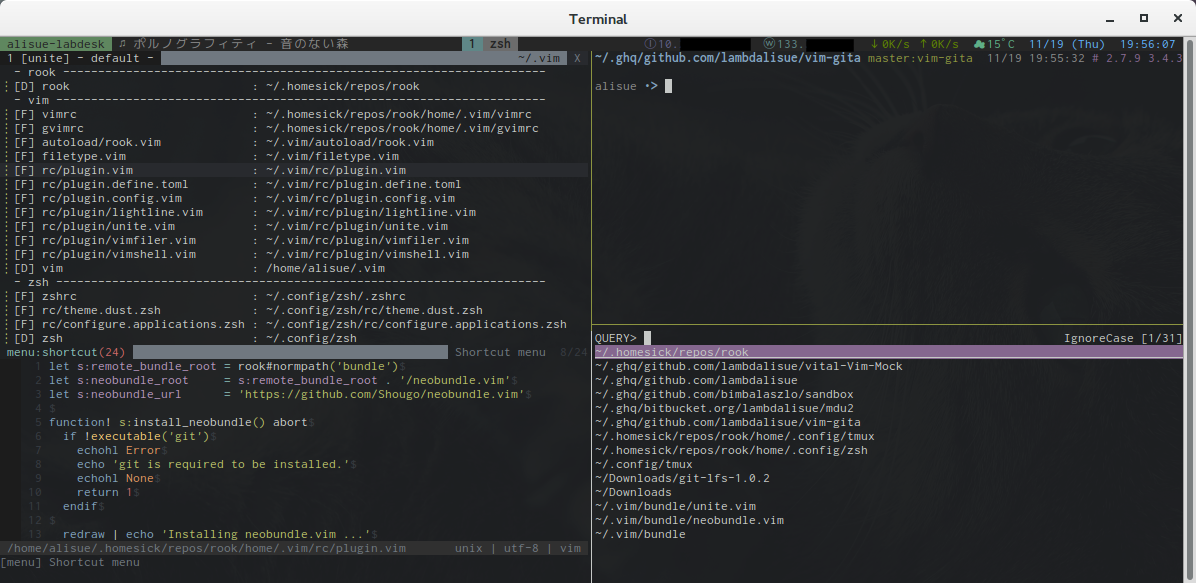 Terminal
alisue-labdesk ♬ ポルノグラフィティ - 音のない森 1 zsh ⓘ10. ⓦ133. ↓0K/s ↑0K/s ☁15°C 11/19 (Thu) 19:56:07
1 [unite] - default - ~/.vim X
- rook ---------------------------------------------------------------------
[D] rook : ~/.homesick/repos/rook
- vim ----------------------------------------------------------------------
[F] vimrc : ~/.homesick/repos/rook/home/.vim/vimrc
[F] gvimrc : ~/.homesick/repos/rook/home/.vim/gvimrc
[F] autoload/rook.vim : ~/.vim/autoload/rook.vim
[F] filetype.vim : ~/.vim/filetype.vim
[F] rc/plugin.vim : ~/.vim/rc/plugin.vim
[F] rc/plugin.define.toml : ~/.vim/rc/plugin.define.toml
[F] rc/plugin.config.vim : ~/.vim/rc/plugin.config.vim
[F] rc/plugin/lightline.vim : ~/.vim/rc/plugin/lightline.vim
[F] rc/plugin/unite.vim : ~/.vim/rc/plugin/unite.vim
[F] rc/plugin/vimfiler.vim : ~/.vim/rc/plugin/vimfiler.vim
[F] rc/plugin/vimshell.vim : ~/.vim/rc/plugin/vimshell.vim
[D] vim : /home/alisue/.vim
- zsh ----------------------------------------------------------------------
[F] zshrc : ~/.config/zsh/.zshrc
[F] rc/theme.dust.zsh : ~/.config/zsh/rc/theme.dust.zsh
[F] rc/configure.applications.zsh : ~/.config/zsh/rc/configure.applications.zsh
[D] zsh : ~/.config/zsh
menu:shortcut(24) Shortcut menu 8/24
1 let s:remote_bundle_root = rook#normpath('bundle')$
2 let s:neobundle_root = s:remote_bundle_root . '/neobundle.vim'$
3 let s:neobundle_url = 'https://github.com/Shougo/neobundle.vim'$
4 $
5 function! s:install_neobundle() abort$
6 if !executable('git')$
7 echohl Error$
8 echo 'git is required to be installed.'$
9 echohl None$
10 return 1$
11 endif$
12 $
13 redraw | echo 'Installing neobundle.vim ...'$
/home/alisue/.homesick/repos/rook/home/.vim/rc/plugin.vim unix | utf-8 | vim
[menu] Shortcut menu
~/.ghq/github.com/lambdalisue/vim-gita master:vim-gita 11/19 19:55:32 # 2.7.9 3.4.3
alisue •>
QUERY> IgnoreCase [1/31]
~/.homesick/repos/rook
~/.ghq/github.com/lambdalisue/vital-Vim-Mock
~/.ghq/github.com/lambdalisue
~/.ghq/github.com/bimbalaszlo/sandbox
~/.ghq/bitbucket.org/lambdalisue/mdu2
~/.ghq/github.com/lambdalisue/vim-gita
~/.homesick/repos/rook/home/.config/tmux
~/.homesick/repos/rook/home/.config/zsh
~/.config/tmux
~/Downloads/git-lfs-1.0.2
~/Downloads
~/.vim/bundle/unite.vim
~/.vim/bundle/neobundle.vim
~/.vim/bundle